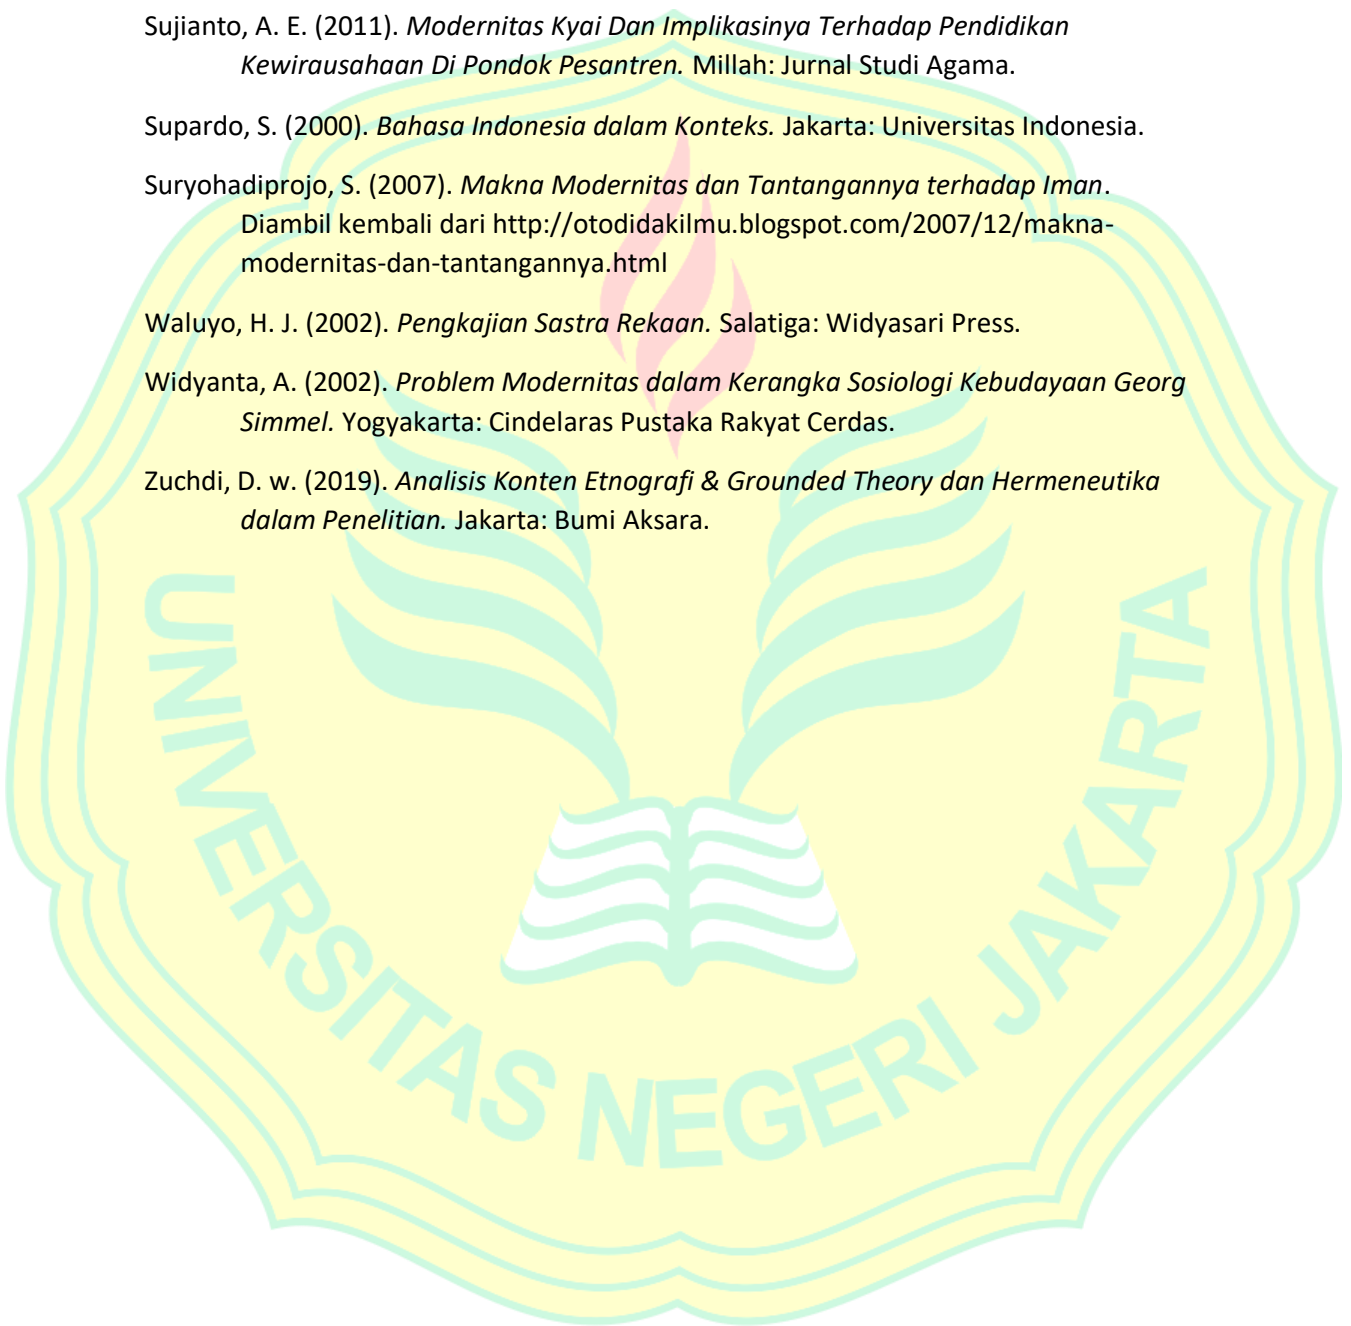 Sujianto, A. E. (2011). Modernitas Kyai Dan Implikasinya Terhadap Pendidikan
Kewirausahaan Di Pondok Pesantren. Millah: Jurnal Studi Agama.
Supardo, S. (2000). Bahasa Indonesia dalam Konteks. Jakarta: Universitas Indonesia.
Suryohadiprojo, S. (2007). Makna Modernitas dan Tantangannya terhadap Iman.
Diambil kembali dari http://otodidakilmu.blogspot.com/2007/12/makna-
modernitas-dan-tantangannya.html
Waluyo, H. J. (2002). Pengkajian Sastra Rekaan. Salatiga: Widyasari Press.
Widyanta, A. (2002). Problem Modernitas dalam Kerangka Sosiologi Kebudayaan Georg
Simmel. Yogyakarta: Cindelaras Pustaka Rakyat Cerdas.
Zuchdi, D. w. (2019). Analisis Konten Etnografi & Grounded Theory dan Hermeneutika
dalam Penelitian. Jakarta: Bumi Aksara.
UNIVERSITAS NEGERI JAKARTA